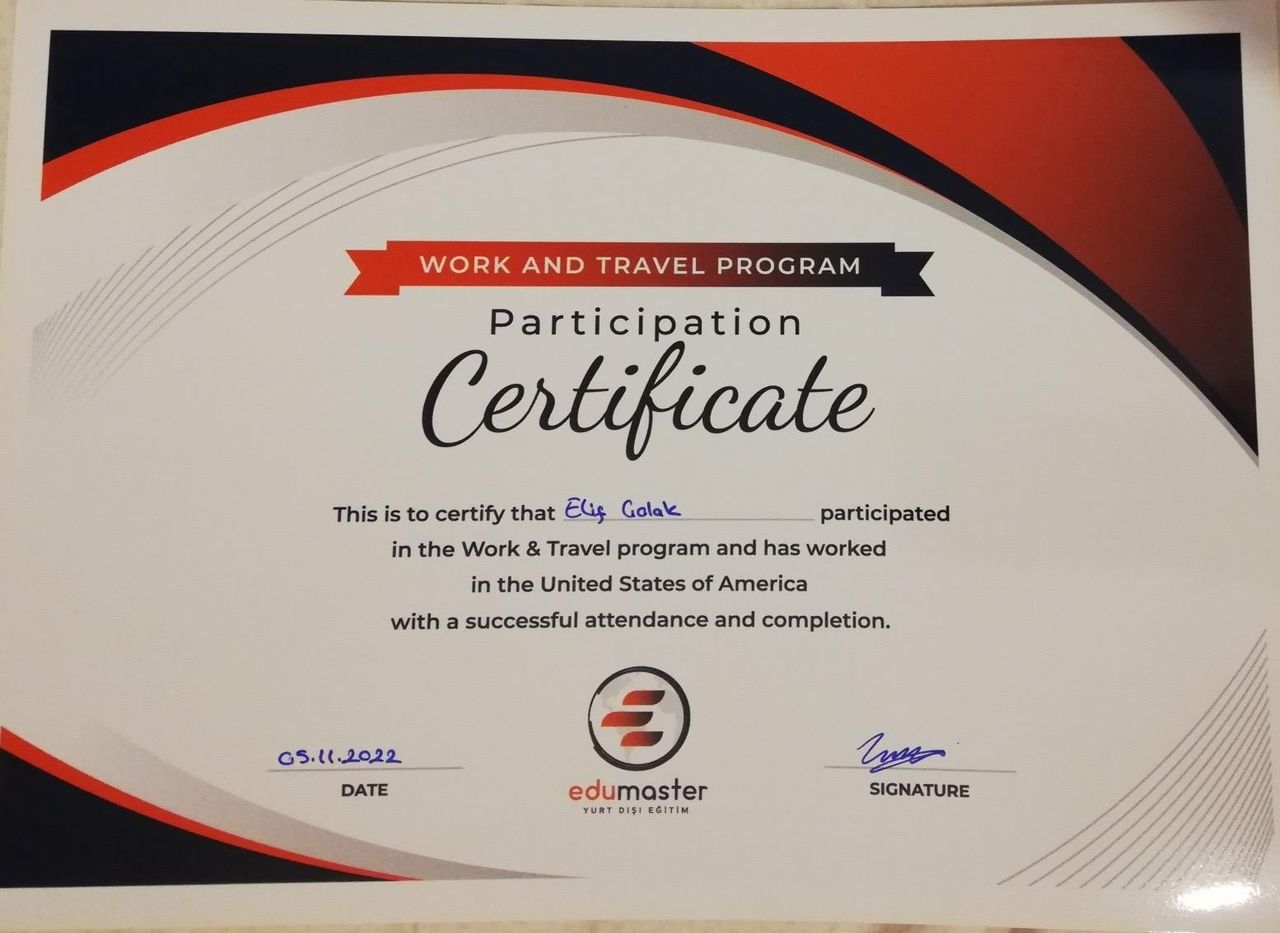 WORK AND TRAVEL PROGRAM
Participation
Certificate
This is to certify that Elif Çolak participated
in the Work & Travel program and has worked
in the United States of America
with a successful attendance and completion.
05.11.2022
DATE
edumaster
YURT DIŞI EĞİTİM
SIGNATURE